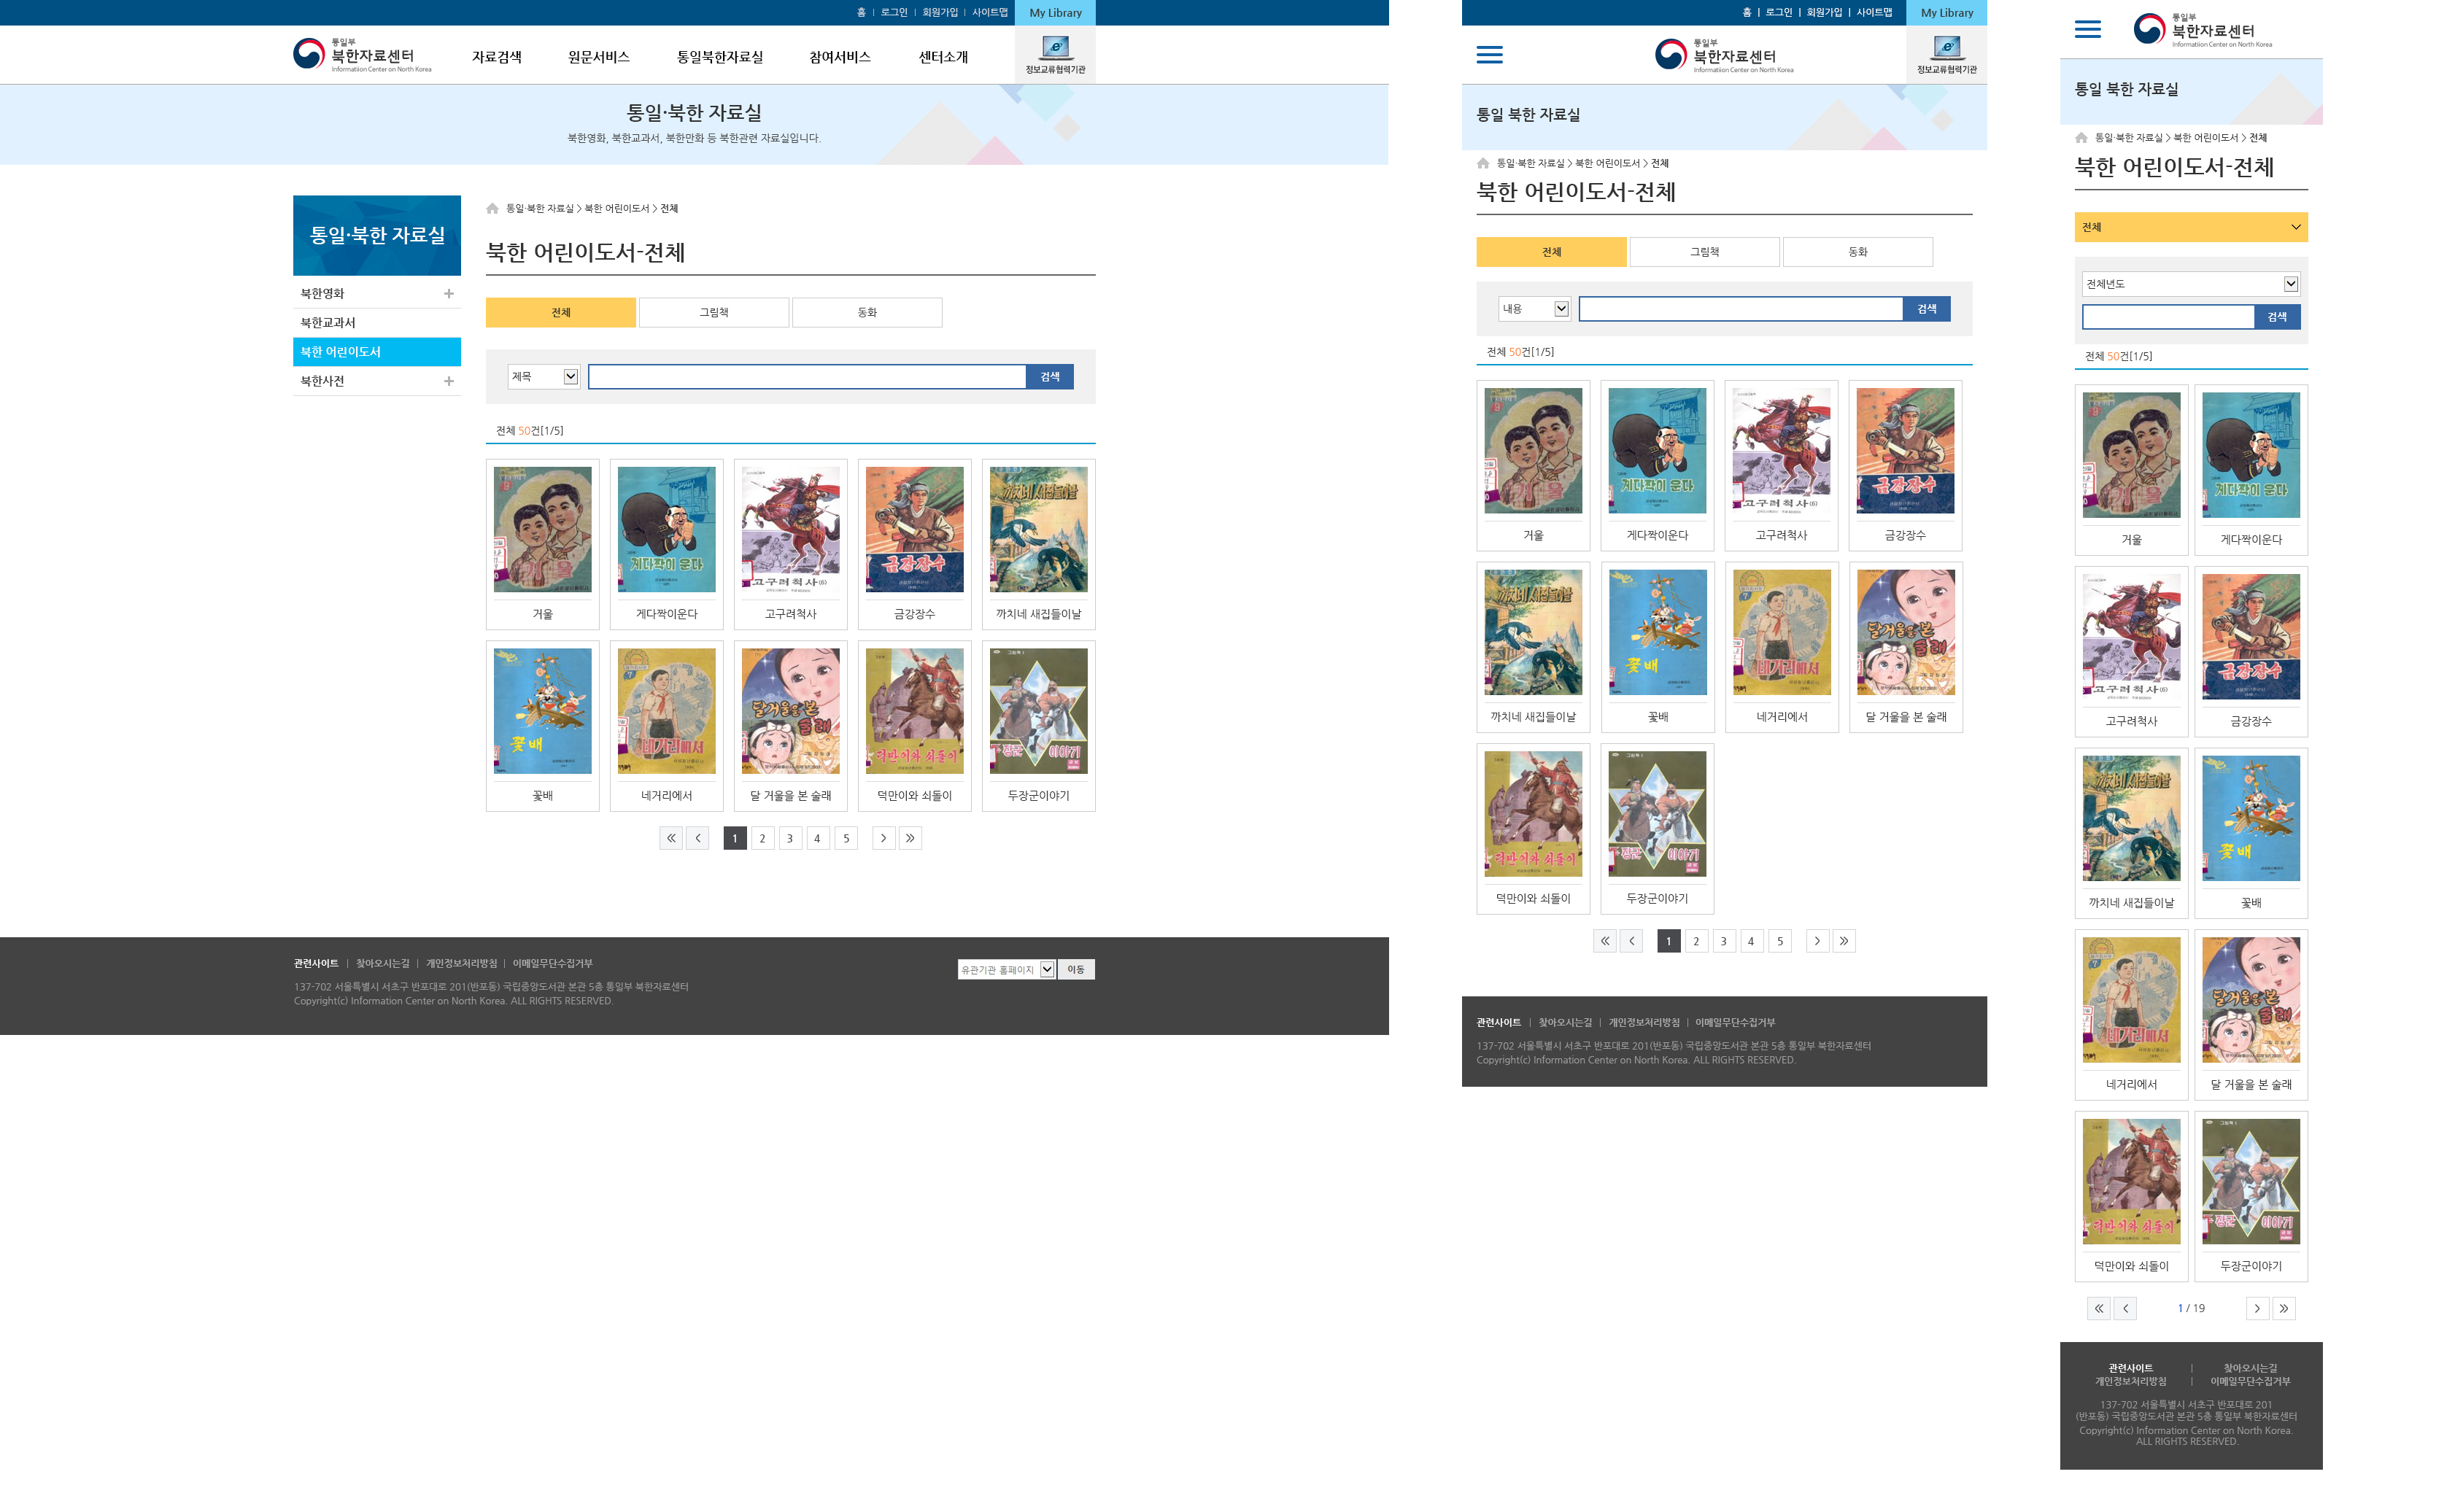 홈 | 로그인 | 회원가입 | 사이트맵 My Library
통일부
북한자료센터
Information Center on North Korea
자료검색 원문서비스 통일북한자료실 참여서비스 센터소개
정보교류협력기관
통일·북한 자료실
북한영화, 북한교과서, 북한만화 등 북한관련 자료실입니다.
통일·북한 자료실
북한영화
북한교과서
북한 어린이도서
북한사전
통일·북한 자료실 > 북한 어린이도서 > 전체
북한 어린이도서-전체
전체 그림책 동화
제목 검색
전체 50건[1/5]
거울 게다짝이운다 고구려척사 금강장수 까치네 새집들이날
꽃배 네거리에서 달 거울을 본 술래 덕만이와 쇠돌이 두장군이야기
1 2 3 4 5
관련사이트 | 찾아오시는길 | 개인정보처리방침 | 이메일무단수집거부
유관기관 홈페이지 이동
137-702 서울특별시 서초구 반포대로 201(반포동) 국립중앙도서관 본관 5층 통일부 북한자료센터
Copyright(c) Information Center on North Korea. ALL RIGHTS RESERVED.
홈 | 로그인 | 회원가입 | 사이트맵 My Library
통일부
북한자료센터
Information Center on North Korea
정보교류협력기관
통일 북한 자료실
통일·북한 자료실 > 북한 어린이도서 > 전체
북한 어린이도서-전체
전체 그림책 동화
내용 검색
전체 50건[1/5]
거울 게다짝이운다 고구려척사 금강장수
까치네 새집들이날 꽃배 네거리에서 달 거울을 본 술래
덕만이와 쇠돌이 두장군이야기
1 2 3 4 5
관련사이트 | 찾아오시는길 | 개인정보처리방침 | 이메일무단수집거부
137-702 서울특별시 서초구 반포대로 201(반포동) 국립중앙도서관 본관 5층 통일부 북한자료센터
Copyright(c) Information Center on North Korea. ALL RIGHTS RESERVED.
통일부
북한자료센터
Information Center on North Korea
통일 북한 자료실
통일·북한 자료실 > 북한 어린이도서 > 전체
북한 어린이도서-전체
전체
전체년도
검색
전체 50건[1/5]
거울 게다짝이운다
고구려척사 금강장수
까치네 새집들이날 꽃배
네거리에서 달 거울을 본 술래
덕만이와 쇠돌이 두장군이야기
1 / 19
관련사이트 | 찾아오시는길
개인정보처리방침 | 이메일무단수집거부
137-702 서울특별시 서초구 반포대로 201
(반포동) 국립중앙도서관 본관 5층 통일부 북한자료센터
Copyright(c) Information Center on North Korea.
ALL RIGHTS RESERVED.